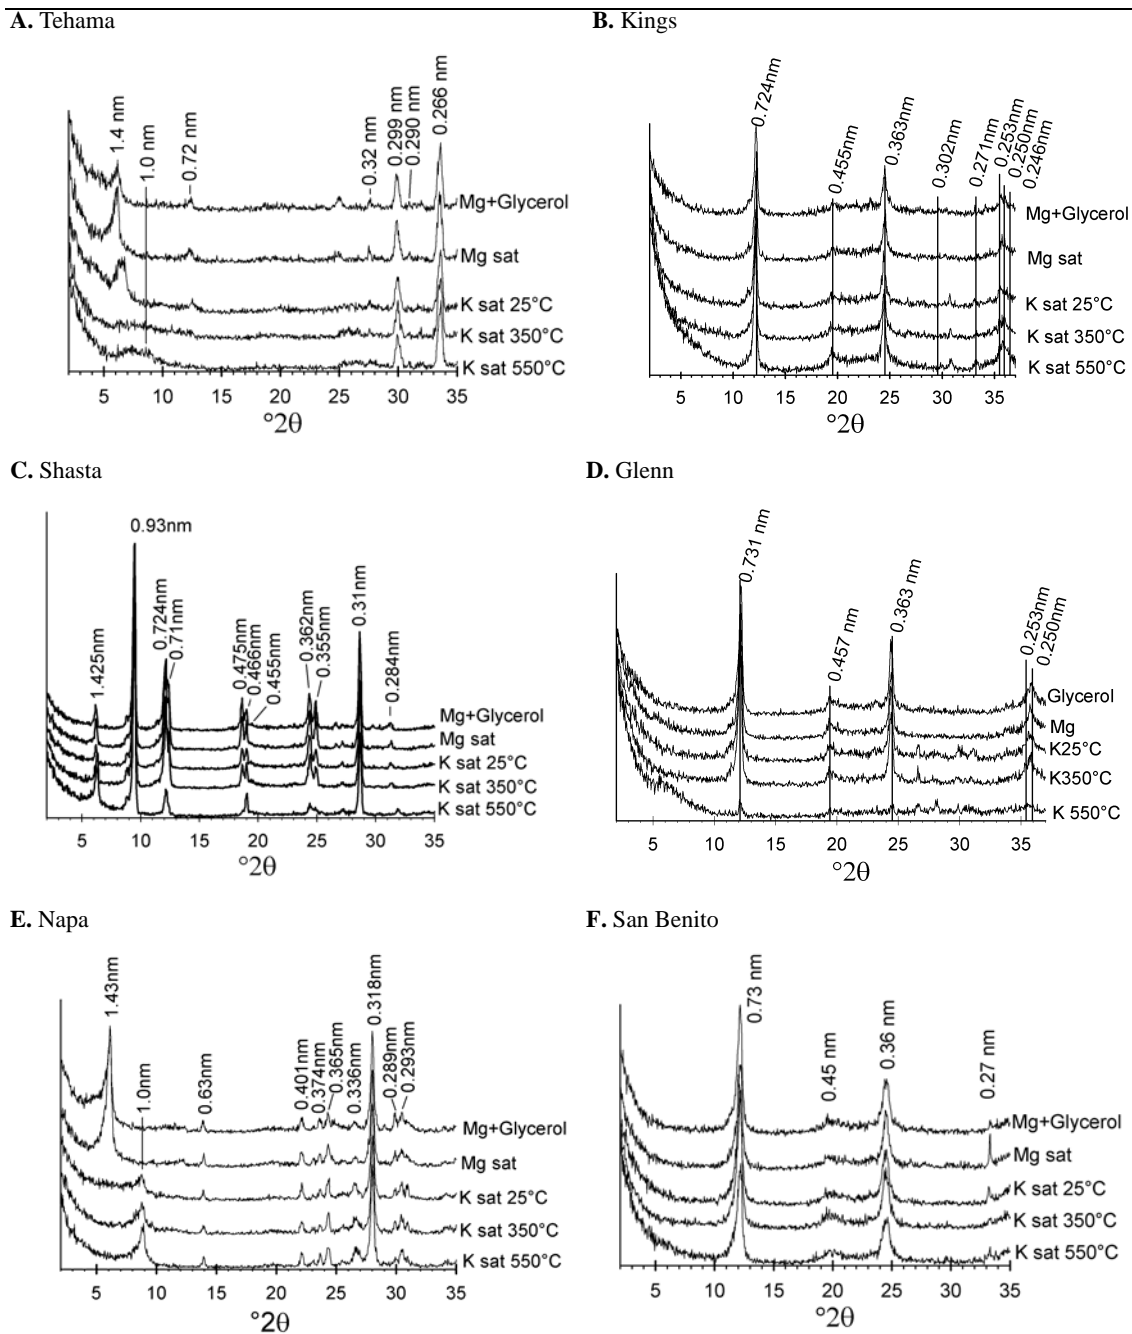 A. Tehama
1.4 nm
1.0 nm
0.72 nm
0.32 nm
0.299 nm
0.290 nm
0.266 nm
Mg+Glycerol
Mg sat
K sat 25°C
K sat 350°C
K sat 550°C
5 10 15 20 25 30 35
°2θ
B. Kings
0.724nm
0.455nm
0.363nm
0.302nm
0.271nm
0.253nm
0.250nm
0.246nm
Mg+Glycerol
Mg sat
K sat 25°C
K sat 350°C
K sat 550°C
5 10 15 20 25 30 35
°2θ
C. Shasta
1.425nm
0.93nm
0.724nm
0.71nm
0.475nm
0.466nm
0.455nm
0.362nm
0.355nm
0.31nm
0.284nm
Mg+Glycerol
Mg sat
K sat 25°C
K sat 350°C
K sat 550°C
5 10 15 20 25 30 35
°2θ
D. Glenn
0.731 nm
0.457 nm
0.363 nm
0.253nm
0.250nm
Glycerol
Mg
K25°C
K350°C
K 550°C
5 10 15 20 25 30 35
°2θ
E. Napa
1.43nm
1.0nm
0.63nm
0.401nm
0.374nm
0.365nm
0.336nm
0.318nm
0.289nm
0.293nm
Mg+Glycerol
Mg sat
K sat 25°C
K sat 350°C
K sat 550°C
5 10 15 20 25 30 35
°2θ
F. San Benito
0.73 nm
0.45 nm
0.36 nm
0.27 nm
Mg+Glycerol
Mg sat
K sat 25°C
K sat 350°C
K sat 550°C
5 10 15 20 25 30 35
°2θ